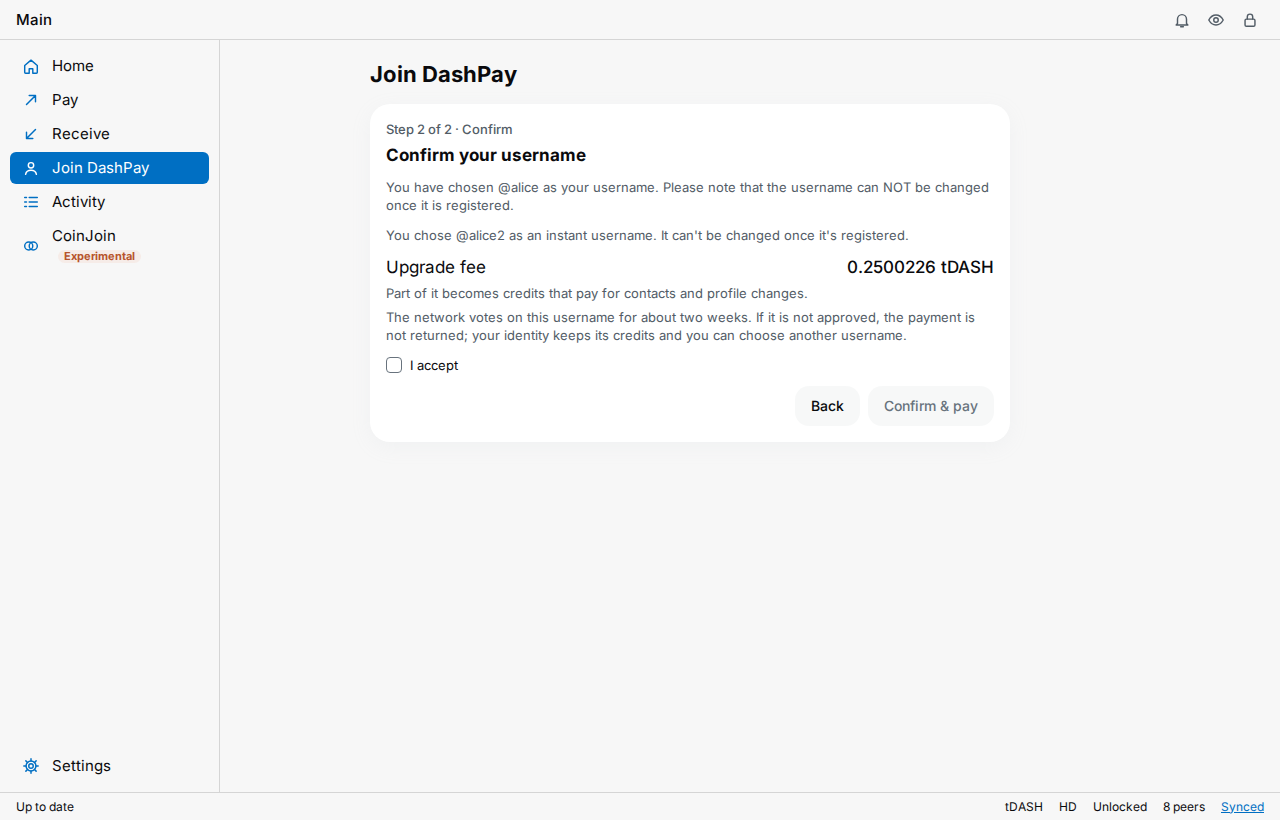 Main
Home
Pay
Receive
Join DashPay
Activity
CoinJoin
Experimental
Settings
Join DashPay
Step 2 of 2 · Confirm
Confirm your username
You have chosen @alice as your username. Please note that the username can NOT be changed
once it is registered.
You chose @alice2 as an instant username. It can't be changed once it's registered.
Upgrade fee 0.2500226 tDASH
Part of it becomes credits that pay for contacts and profile changes.
The network votes on this username for about two weeks. If it is not approved, the payment is
not returned; your identity keeps its credits and you can choose another username.
I accept
Back Confirm & pay
Up to date tDASH HD Unlocked 8 peers Synced